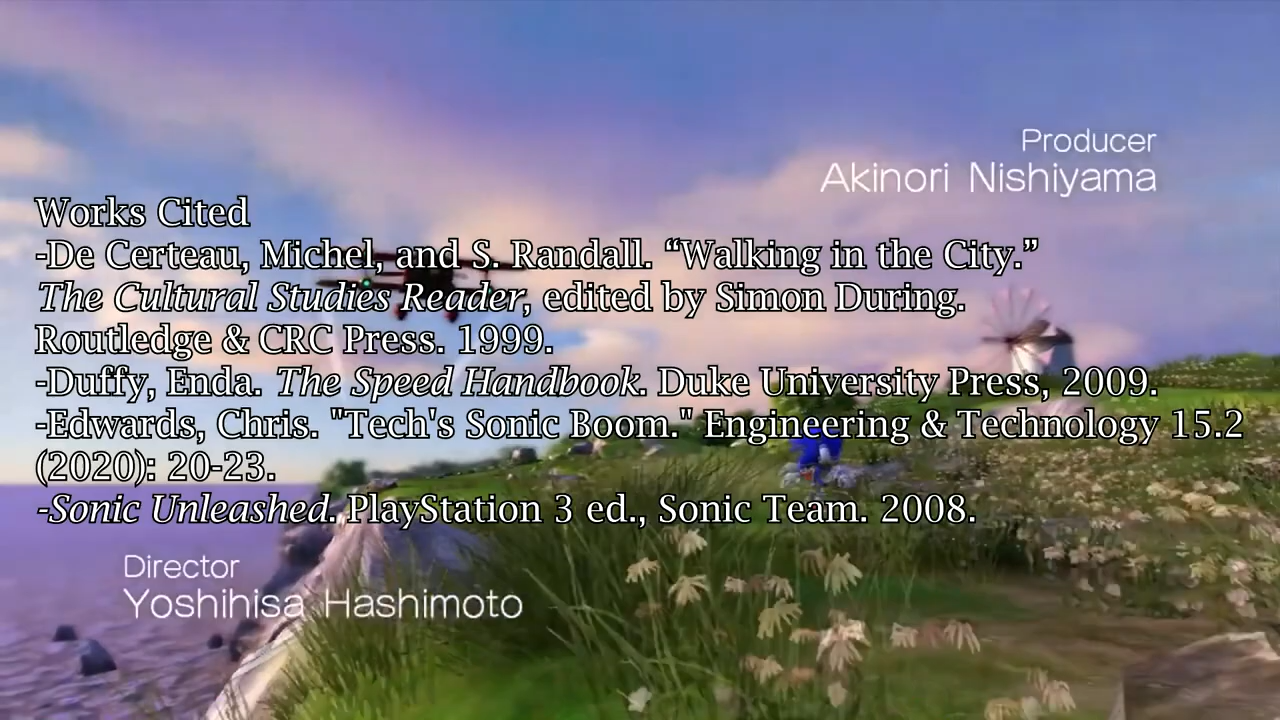 Producer
Akinori Nishiyama
Works Cited
-De Certeau, Michel, and S. Randall. “Walking in the City.”
The Cultural Studies Reader, edited by Simon During.
Routledge & CRC Press. 1999.
-Duffy, Enda. The Speed Handbook. Duke University Press, 2009.
-Edwards, Chris. "Tech's Sonic Boom." Engineering & Technology 15.2
(2020): 20-23.
-Sonic Unleashed. PlayStation 3 ed., Sonic Team. 2008.
Director
Yoshihisa Hashimoto